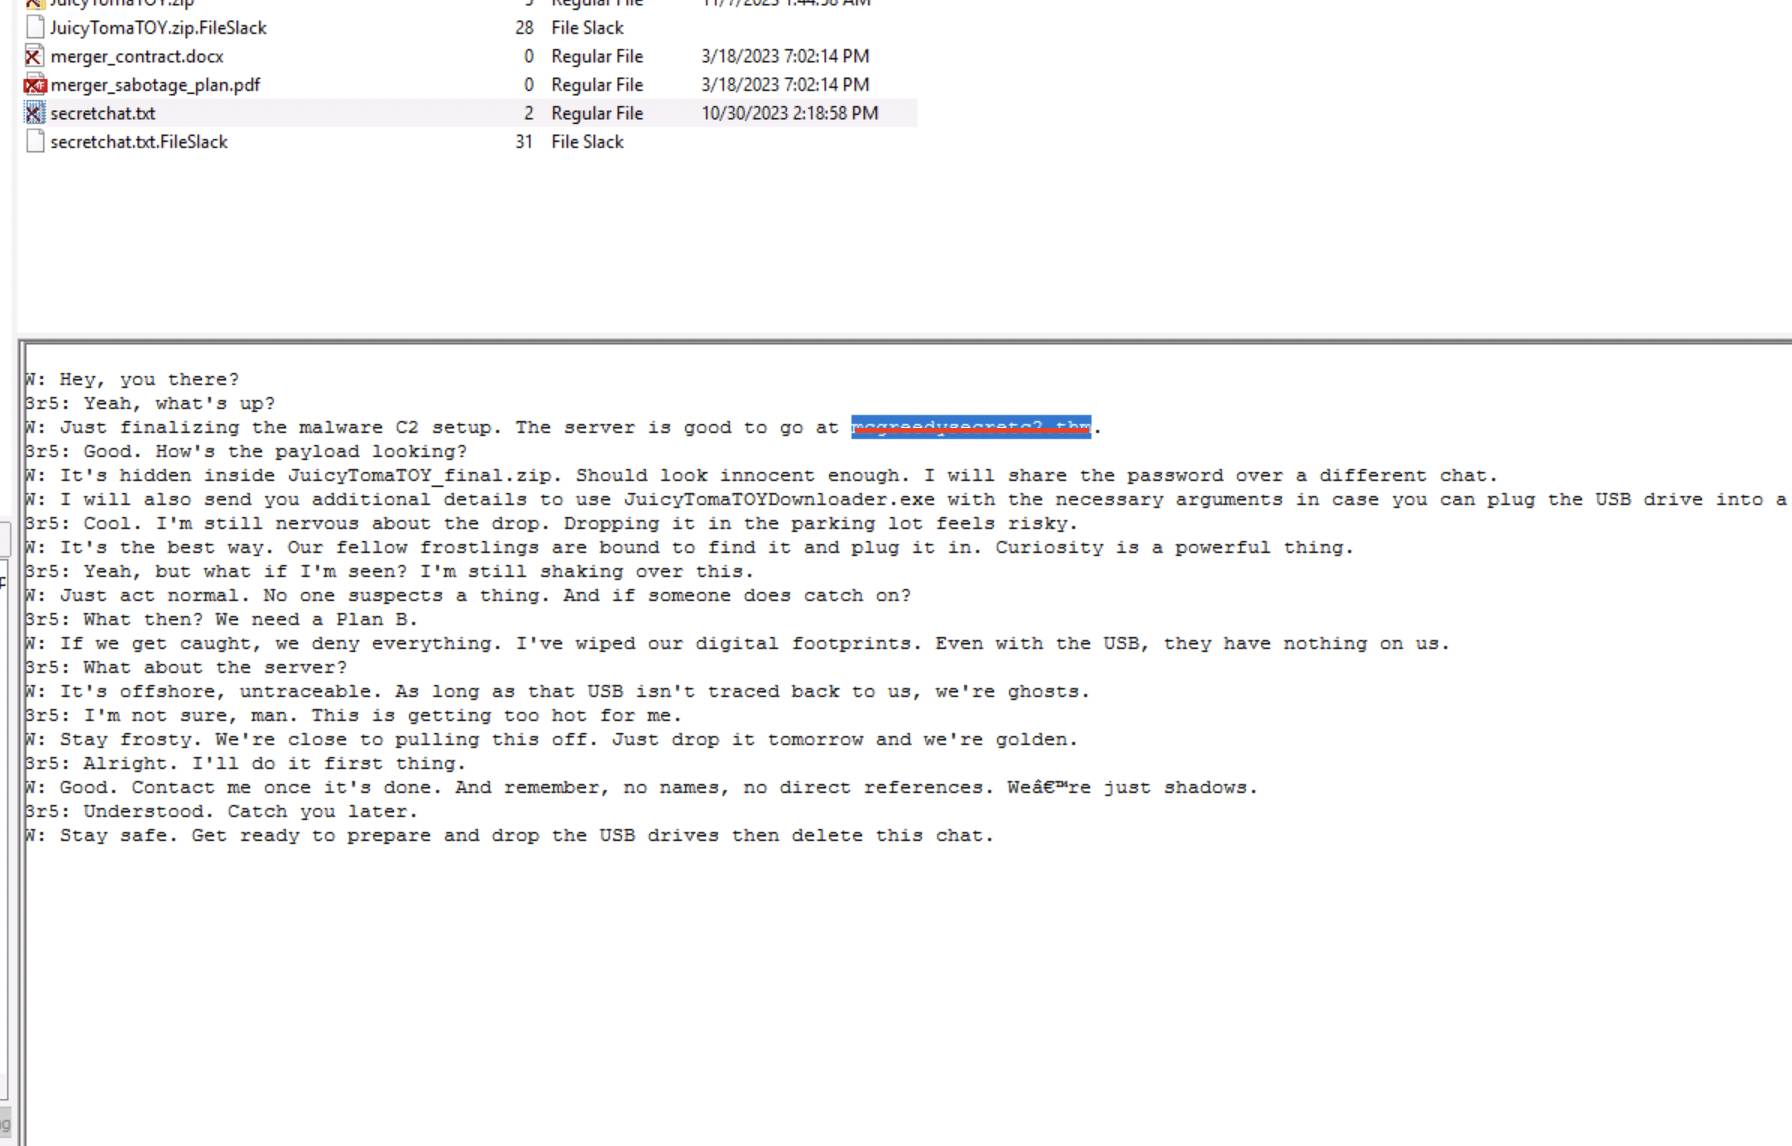 JuicyTomaTOY.zip 5 Regular File 11/7/2023 1:44:58 AM
JuicyTomaTOY.zip.FileSlack 28 File Slack
merger_contract.docx 0 Regular File 3/18/2023 7:02:14 PM
merger_sabotage_plan.pdf 0 Regular File 3/18/2023 7:02:14 PM
secretchat.txt 2 Regular File 10/30/2023 2:18:58 PM
secretchat.txt.FileSlack 31 File Slack
W: Hey, you there?
3r5: Yeah, what's up?
W: Just finalizing the malware C2 setup. The server is good to go at mcgreedysecretc2.thm.
3r5: Good. How's the payload looking?
W: It's hidden inside JuicyTomaTOY_final.zip. Should look innocent enough. I will share the password over a different chat.
W: I will also send you additional details to use JuicyTomaTOYDownloader.exe with the necessary arguments in case you can plug the USB drive into a
3r5: Cool. I'm still nervous about the drop. Dropping it in the parking lot feels risky.
W: It's the best way. Our fellow frostlings are bound to find it and plug it in. Curiosity is a powerful thing.
3r5: Yeah, but what if I'm seen? I'm still shaking over this.
W: Just act normal. No one suspects a thing. And if someone does catch on?
3r5: What then? We need a Plan B.
W: If we get caught, we deny everything. I've wiped our digital footprints. Even with the USB, they have nothing on us.
3r5: What about the server?
W: It's offshore, untraceable. As long as that USB isn't traced back to us, we're ghosts.
3r5: I'm not sure, man. This is getting too hot for me.
W: Stay frosty. We're close to pulling this off. Just drop it tomorrow and we're golden.
3r5: Alright. I'll do it first thing.
W: Good. Contact me once it's done. And remember, no names, no direct references. Weâ€™re just shadows.
3r5: Understood. Catch you later.
W: Stay safe. Get ready to prepare and drop the USB drives then delete this chat.